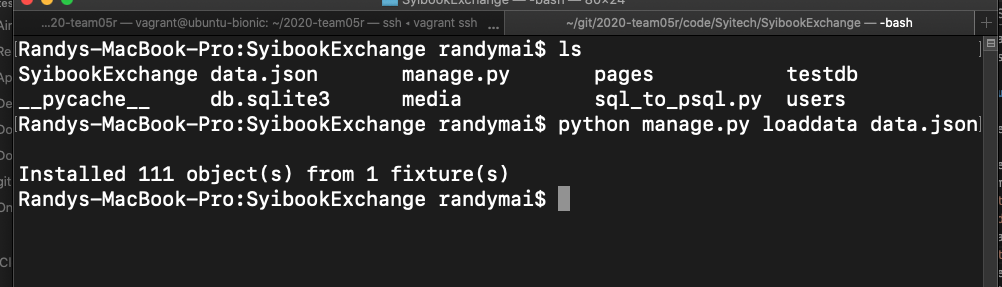 SyibookExchange — -bash — 80×24
...20-team05r — vagrant@ubuntu-bionic: ~/2020-team05r — ssh ‹ vagrant ssh ...
~/git/2020-team05r/code/Syitech/SyibookExchange — -bash +
[Randys-MacBook-Pro:SyibookExchange randymai$ ls ]
SyibookExchange data.json manage.py pages testdb
__pycache__ db.sqlite3 media sql_to_psql.py users
[Randys-MacBook-Pro:SyibookExchange randymai$ python manage.py loaddata data.json]
Installed 111 object(s) from 1 fixture(s)
Randys-MacBook-Pro:SyibookExchange randymai$